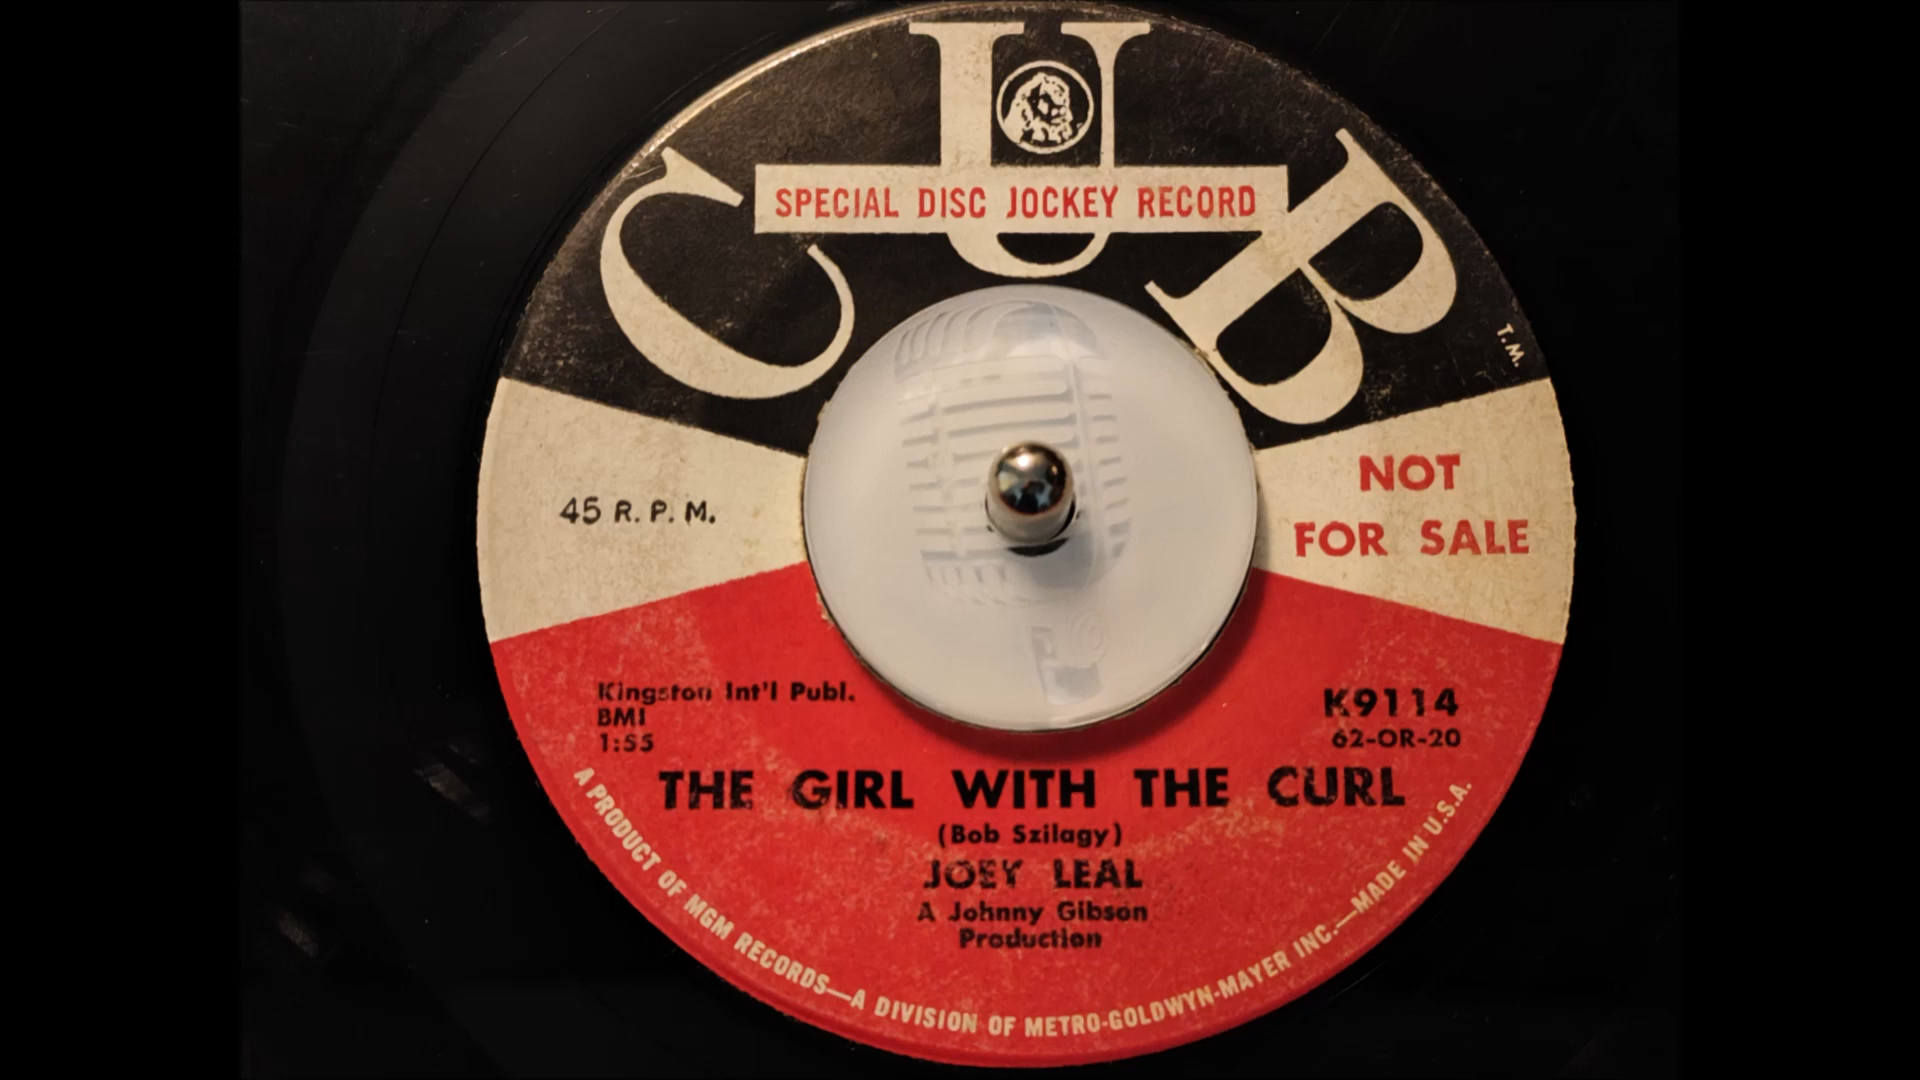 CUB
SPECIAL DISC JOCKEY RECORD
T.M.
45 R.P.M.
NOT
FOR SALE
Kingston Int'l Publ.
BMI
1:55
K9114
62-OR-20
THE GIRL WITH THE CURL
(Bob Szilagy)
JOEY LEAL
A Johnny Gibson
Production
A PRODUCT OF MGM RECORDS—A DIVISION OF METRO-GOLDWYN-MAYER INC.—MADE IN U.S.A.